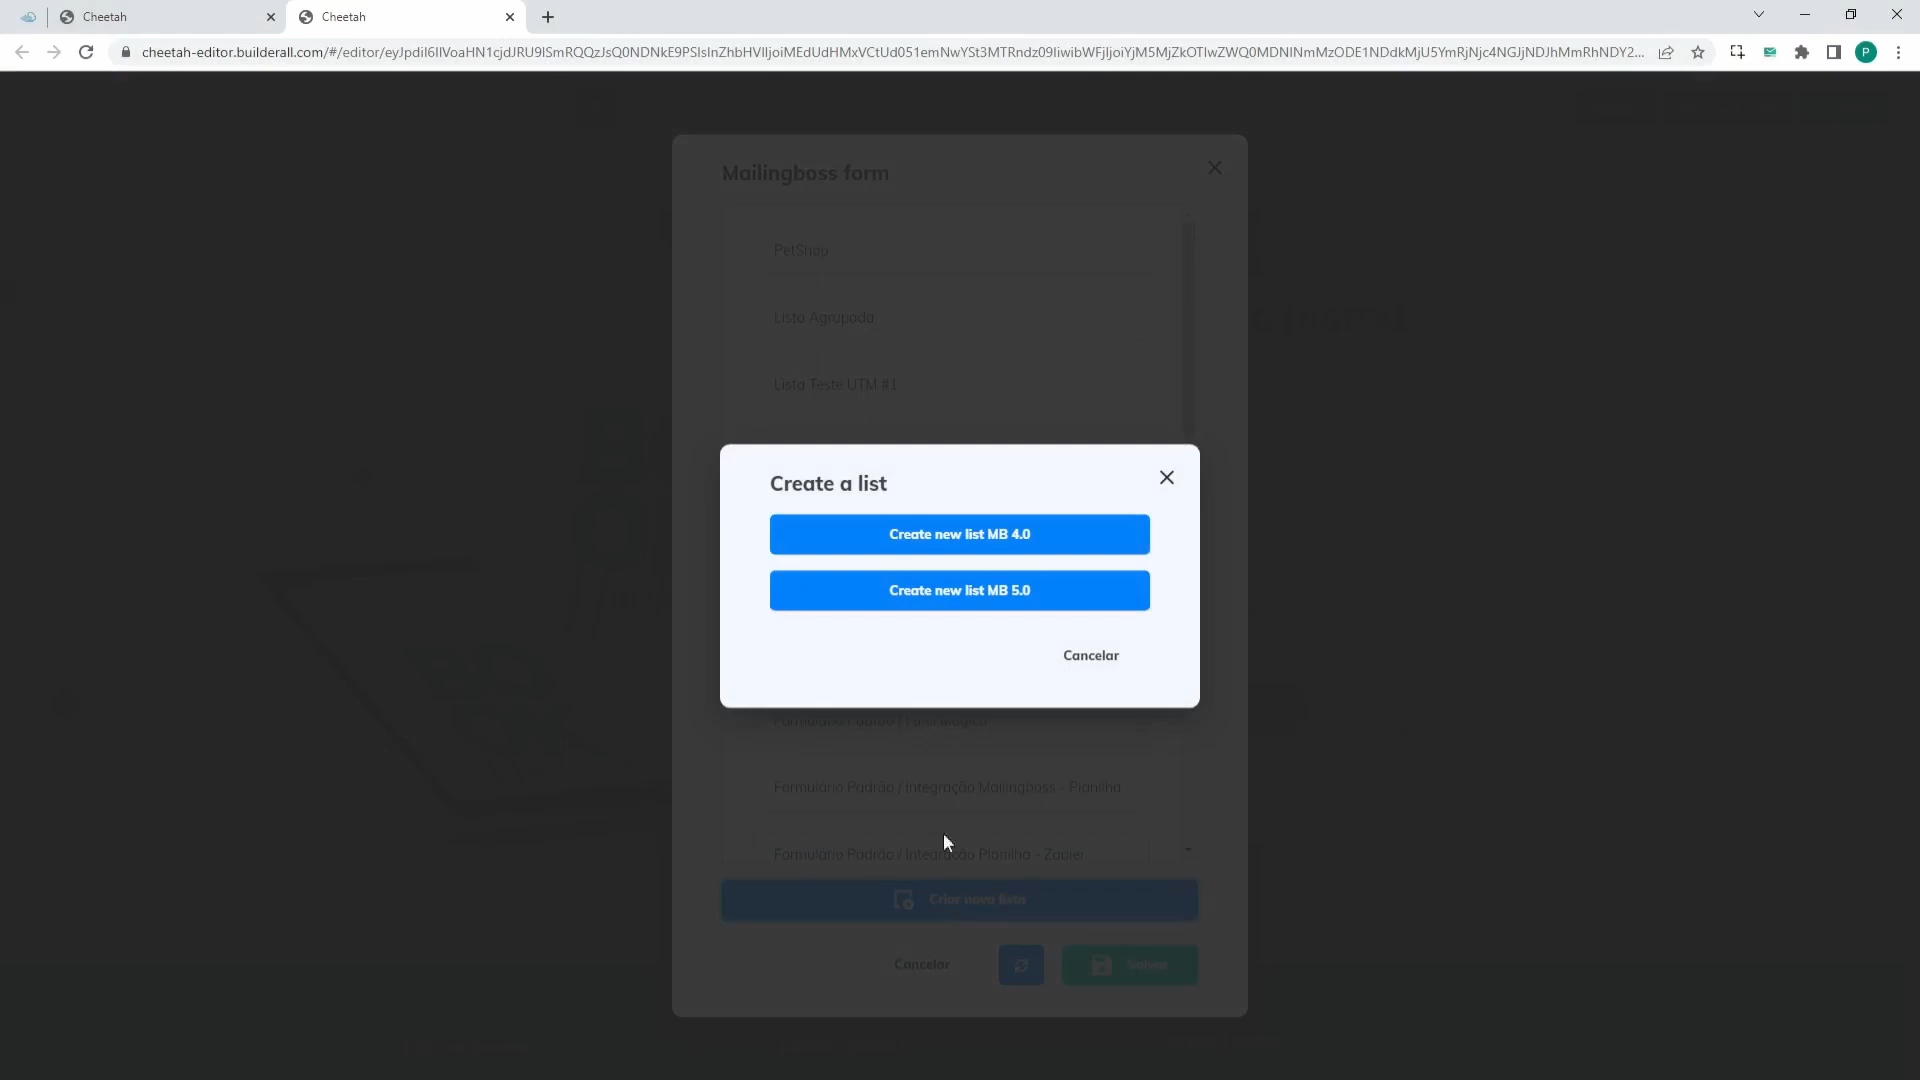 Cheetah
Cheetah
cheetah-editor.builderall.com/#/editor/
P
Mailingboss form
PetShop
Lista Agrupada
Lista Teste UTM #1
Create a list
Create new list MB 4.0
Create new list MB 5.0
Cancelar
Formulário Padrão / Integração Mailingboss - Planilha
Formulário Padrão / Integração Planilha - Zapier
Criar nova lista
Cancelar
Salvar